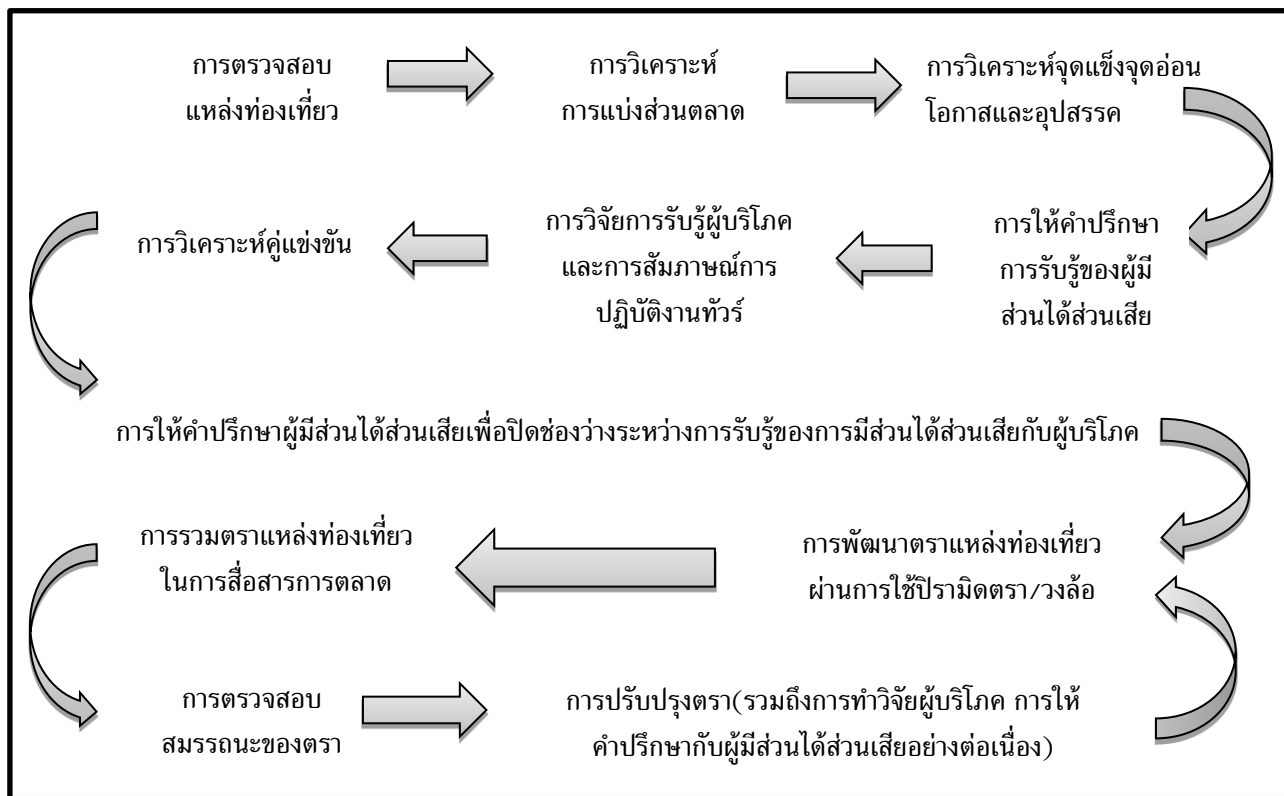 การตรวจสอบ
แหล่งท่องเที่ยว
การวิเคราะห์
การแบ่งส่วนตลาด
การวิเคราะห์จุดแข็งจุดอ่อน
โอกาสและอุปสรรค
การให้คำปรึกษา
การรับรู้ของผู้มี
ส่วนได้ส่วนเสีย
การวิจัยการรับรู้ผู้บริโภค
และการสัมภาษณ์การ
ปฏิบัติงานทัวร์
การวิเคราะห์คู่แข่งขัน
การให้คำปรึกษาผู้มีส่วนได้ส่วนเสียเพื่อปิดช่องว่างระหว่างการรับรู้ของการมีส่วนได้ส่วนเสียกับผู้บริโภค
การพัฒนาตราแหล่งท่องเที่ยว
ผ่านการใช้ปิรามิดตรา/วงล้อ
การรวมตราแหล่งท่องเที่ยว
ในการสื่อสารการตลาด
การตรวจสอบ
สมรรถนะของตรา
การปรับปรุงตรา(รวมถึงการทำวิจัยผู้บริโภค การให้
คำปรึกษากับผู้มีส่วนได้ส่วนเสียอย่างต่อเนื่อง)